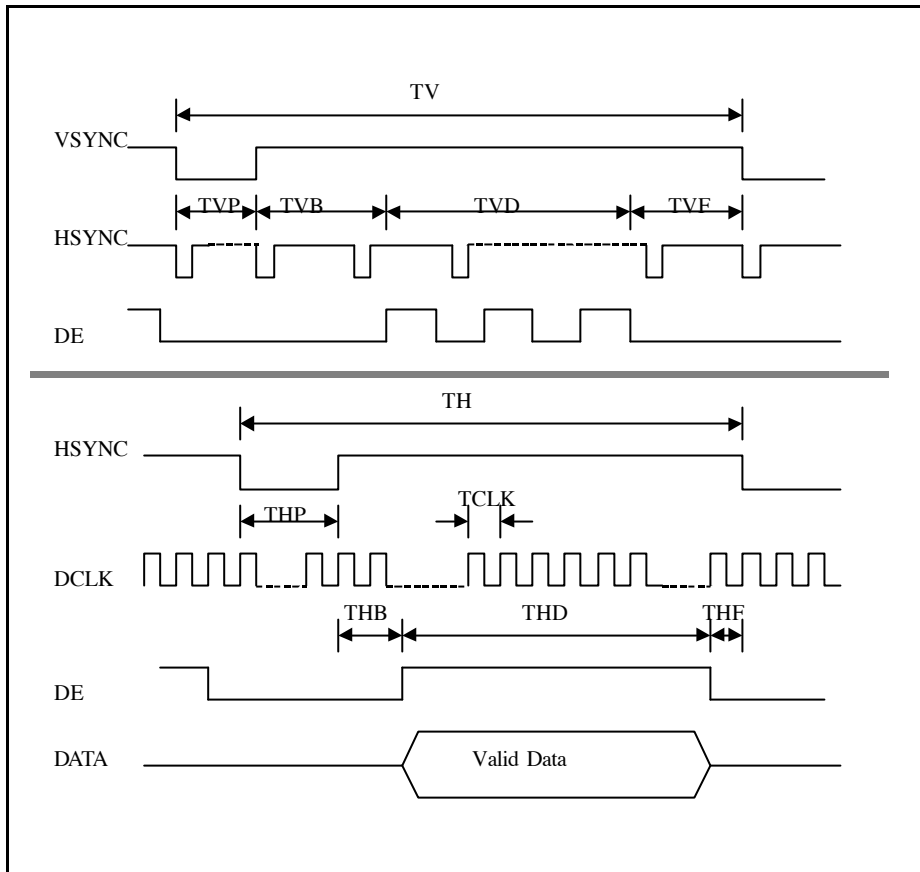 TV
VSYNC
TVP TVB TVD TVF
HSYNC
DE
TH
HSYNC
THP TCLK
DCLK
THB THD THF
DE
DATA Valid Data